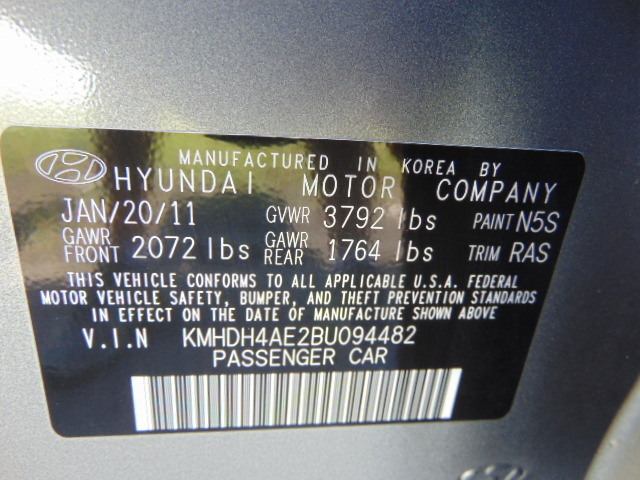 MANUFACTURED IN KOREA BY
HYUNDAI MOTOR COMPANY
JAN/20/11 GVWR 3792 lbs PAINT N5S
GAWR FRONT 2072 lbs GAWR REAR 1764 lbs TRIM RAS
THIS VEHICLE CONFORMS TO ALL APPLICABLE U.S.A. FEDERAL
MOTOR VEHICLE SAFETY, BUMPER, AND THEFT PREVENTION STANDARDS
IN EFFECT ON THE DATE OF MANUFACTURE SHOWN ABOVE
V.I.N KMHDH4AE2BU094482
PASSENGER CAR